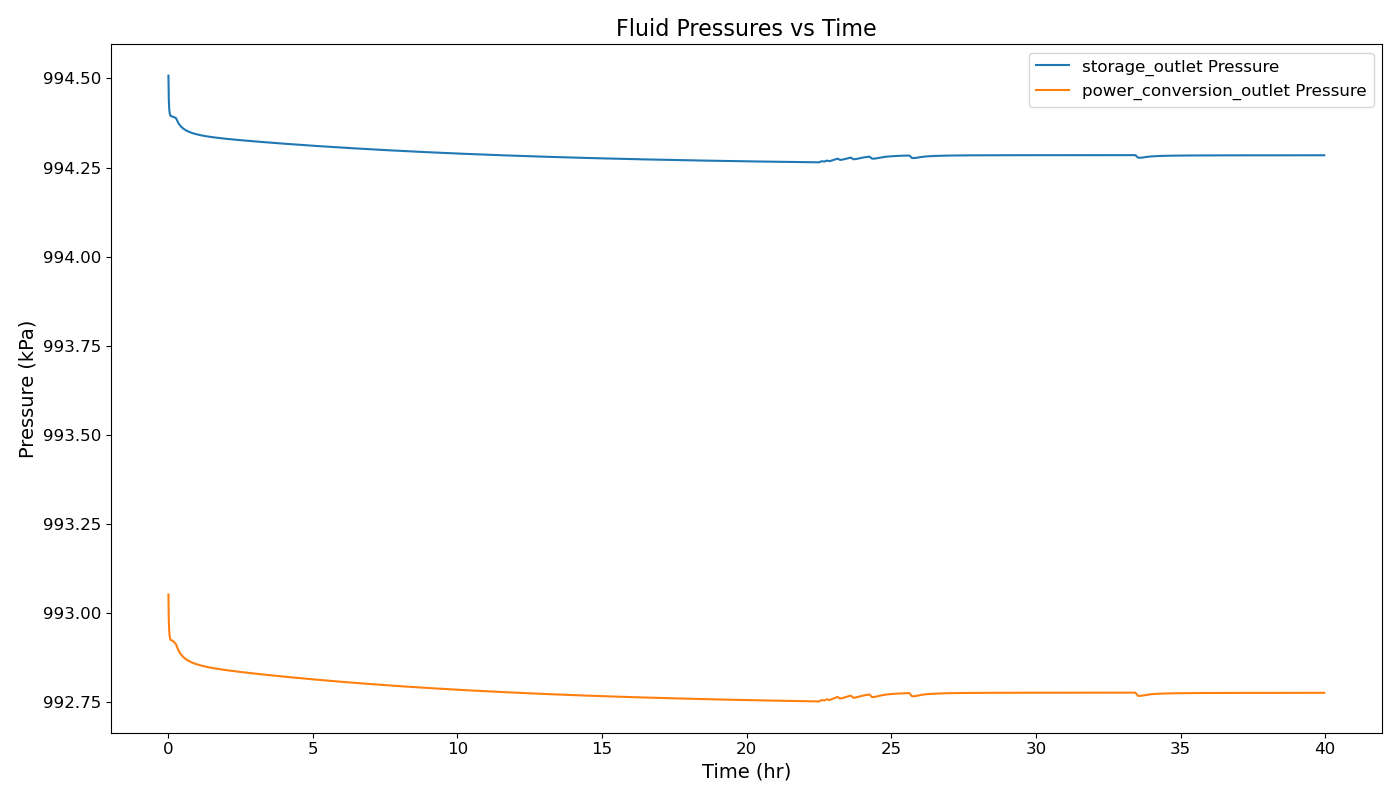 Fluid Pressures vs Time
storage_outlet Pressure
power_conversion_outlet Pressure
Pressure (kPa)
994.50
994.25
994.00
993.75
993.50
993.25
993.00
992.75
0 5 10 15 20 25 30 35 40
Time (hr)